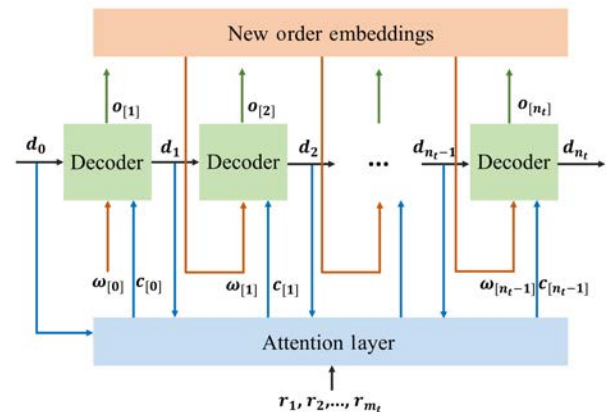 New order embeddings
o[1] o[2] o[nt]
d0 d1 d2 dnt−1 dnt
Decoder Decoder ... Decoder
ω[0] c[0] ω[1] c[1] ω[nt−1] c[nt−1]
Attention layer
r1, r2,..., rmt